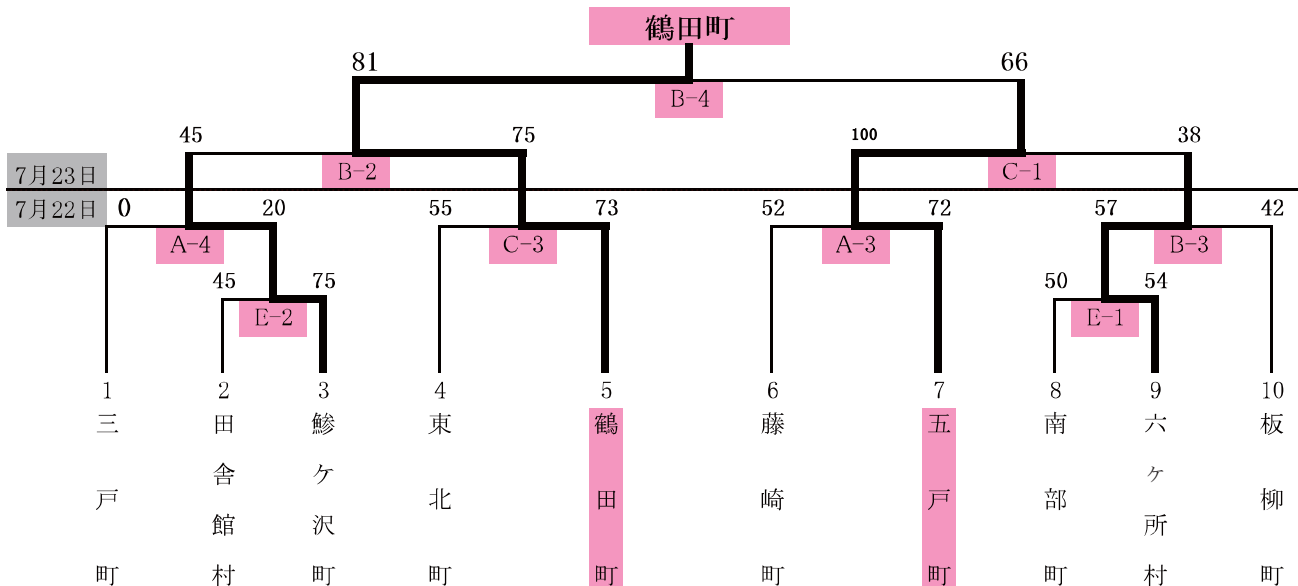 鶴田町
81 66
B-4
45 75 100 38
7月23日 B-2 C-1
7月22日 0 20 55 73 52 72 57 42
A-4 C-3 A-3 B-3
45 75 50 54
E-2 E-1
1 2 3 4 5 6 7 8 9 10
三戸町
田舎館村
鰺ケ沢町
東北町
鶴田町
藤崎町
五戸町
南部町
六ヶ所村
板柳町